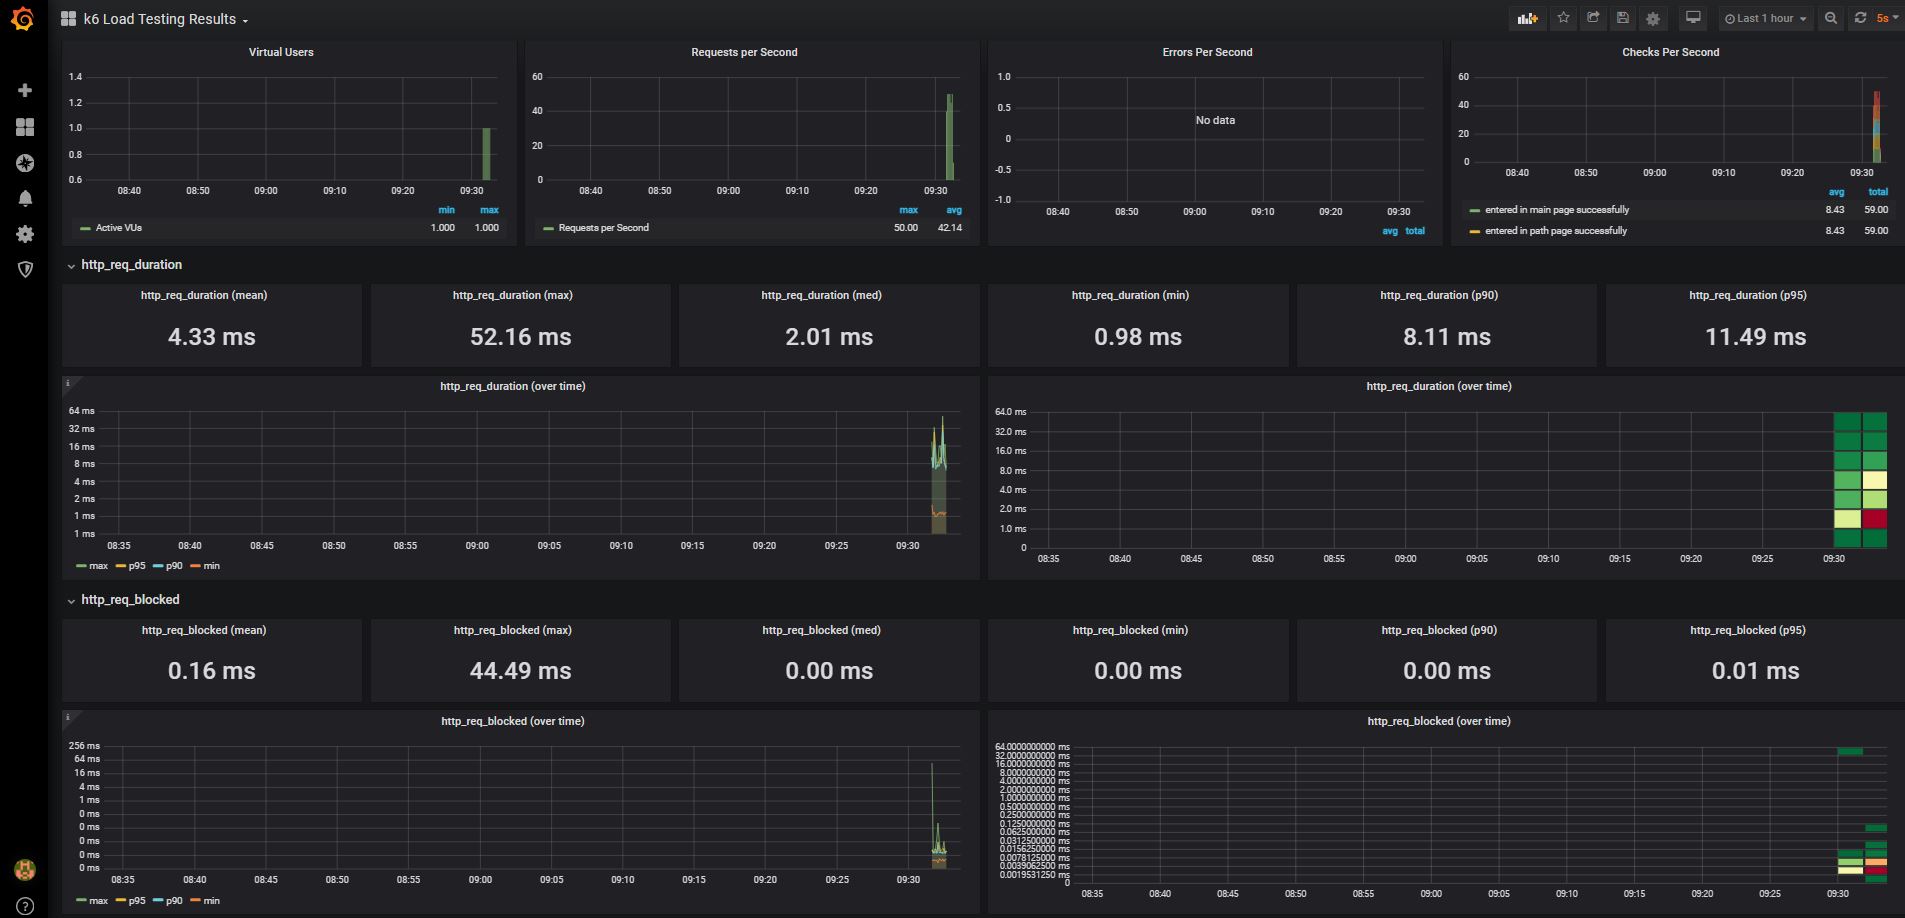 k6 Load Testing Results
Last 1 hour
5s
Virtual Users
1.4
1.2
1.0
0.8
0.6
08:40 08:50 09:00 09:10 09:20 09:30
min max
Active VUs 1.000 1.000
Requests per Second
60
40
20
0
08:40 08:50 09:00 09:10 09:20 09:30
max avg
Requests per Second 50.00 42.14
Errors Per Second
1.0
0.5
0
-0.5
-1.0
No data
08:40 08:50 09:00 09:10 09:20 09:30
avg total
Checks Per Second
60
40
20
0
08:40 08:50 09:00 09:10 09:20 09:30
avg total
entered in main page successfully 8.43 59.00
entered in path page successfully 8.43 59.00
http_req_duration
http_req_duration (mean)
4.33 ms
http_req_duration (max)
52.16 ms
http_req_duration (med)
2.01 ms
http_req_duration (min)
0.98 ms
http_req_duration (p90)
8.11 ms
http_req_duration (p95)
11.49 ms
http_req_duration (over time)
64 ms
32 ms
16 ms
8 ms
4 ms
2 ms
1 ms
1 ms
08:35 08:40 08:45 08:50 08:55 09:00 09:05 09:10 09:15 09:20 09:25 09:30
max p95 p90 min
http_req_duration (over time)
64.0 ms
32.0 ms
16.0 ms
8.0 ms
4.0 ms
2.0 ms
1.0 ms
0
08:35 08:40 08:45 08:50 08:55 09:00 09:05 09:10 09:15 09:20 09:25 09:30
http_req_blocked
http_req_blocked (mean)
0.16 ms
http_req_blocked (max)
44.49 ms
http_req_blocked (med)
0.00 ms
http_req_blocked (min)
0.00 ms
http_req_blocked (p90)
0.00 ms
http_req_blocked (p95)
0.01 ms
http_req_blocked (over time)
256 ms
64 ms
16 ms
4 ms
1 ms
0 ms
0 ms
0 ms
0 ms
0 ms
08:35 08:40 08:45 08:50 08:55 09:00 09:05 09:10 09:15 09:20 09:25 09:30
max p95 p90 min
http_req_blocked (over time)
64.0000000000 ms
32.0000000000 ms
16.0000000000 ms
8.0000000000 ms
4.0000000000 ms
2.0000000000 ms
1.0000000000 ms
0.5000000000 ms
0.2500000000 ms
0.1250000000 ms
0.0625000000 ms
0.0312500000 ms
0.0156250000 ms
0.0078125000 ms
0.0039062500 ms
0.0019531250 ms
0
08:35 08:40 08:45 08:50 08:55 09:00 09:05 09:10 09:15 09:20 09:25 09:30